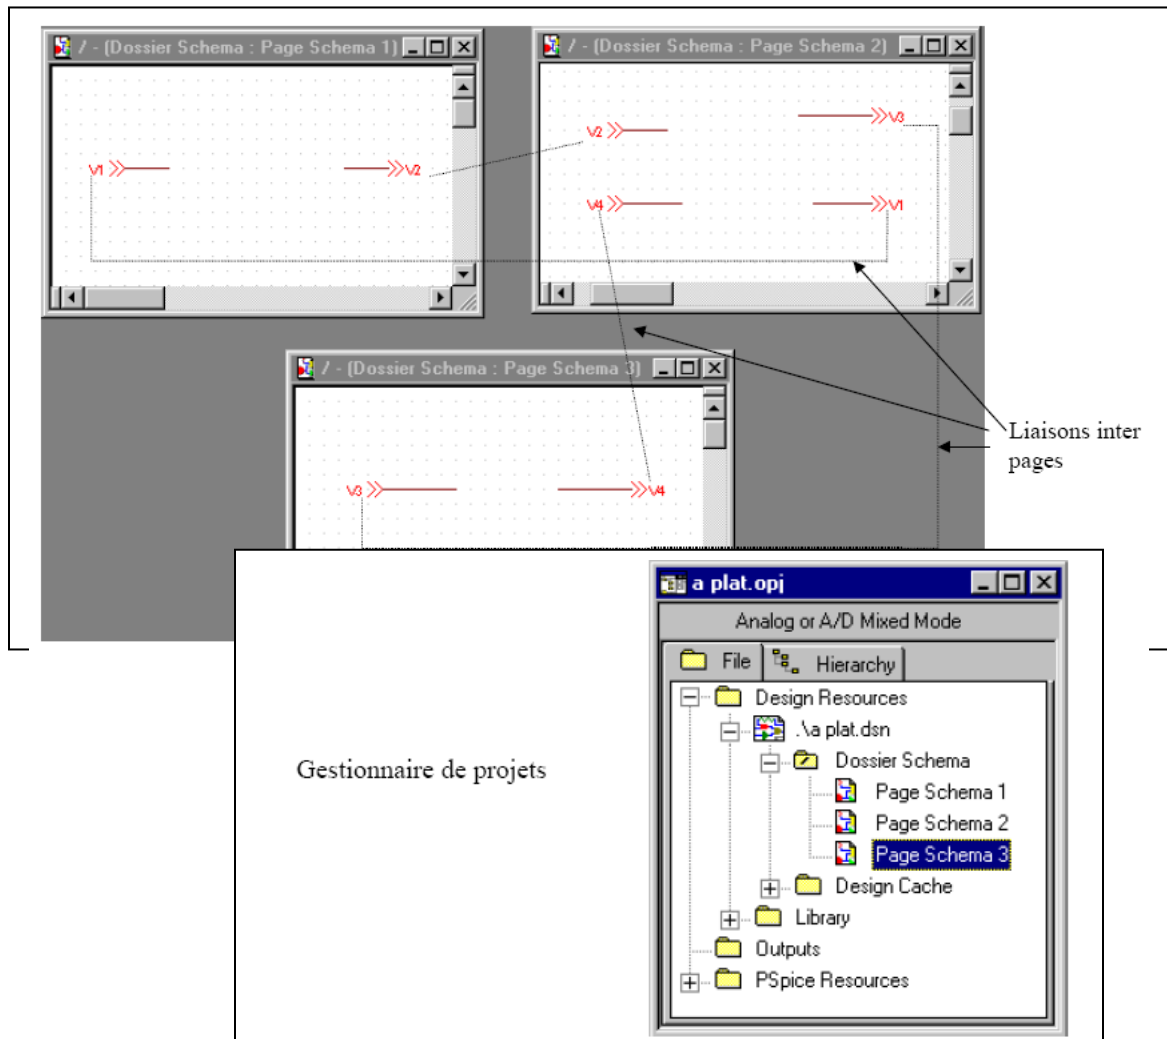 / - (Dossier Schema : Page Schema 1)
V1
V2
/ - (Dossier Schema : Page Schema 2)
V2
V3
V4
V1
/ - (Dossier Schema : Page Schema 3)
V3
V4
Liaisons inter
pages
Gestionnaire de projets
a plat.opj
Analog or A/D Mixed Mode
File
Hierarchy
Design Resources
.\a plat.dsn
Dossier Schema
Page Schema 1
Page Schema 2
Page Schema 3
Design Cache
Library
Outputs
PSpice Resources